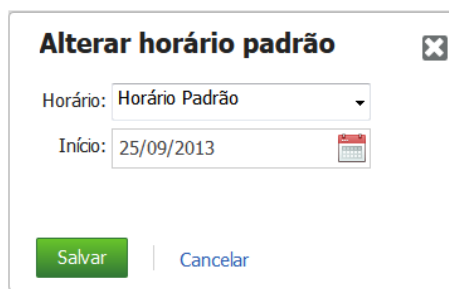 Alterar horário padrão
Horário: Horário Padrão
Início: 25/09/2013
Salvar Cancelar